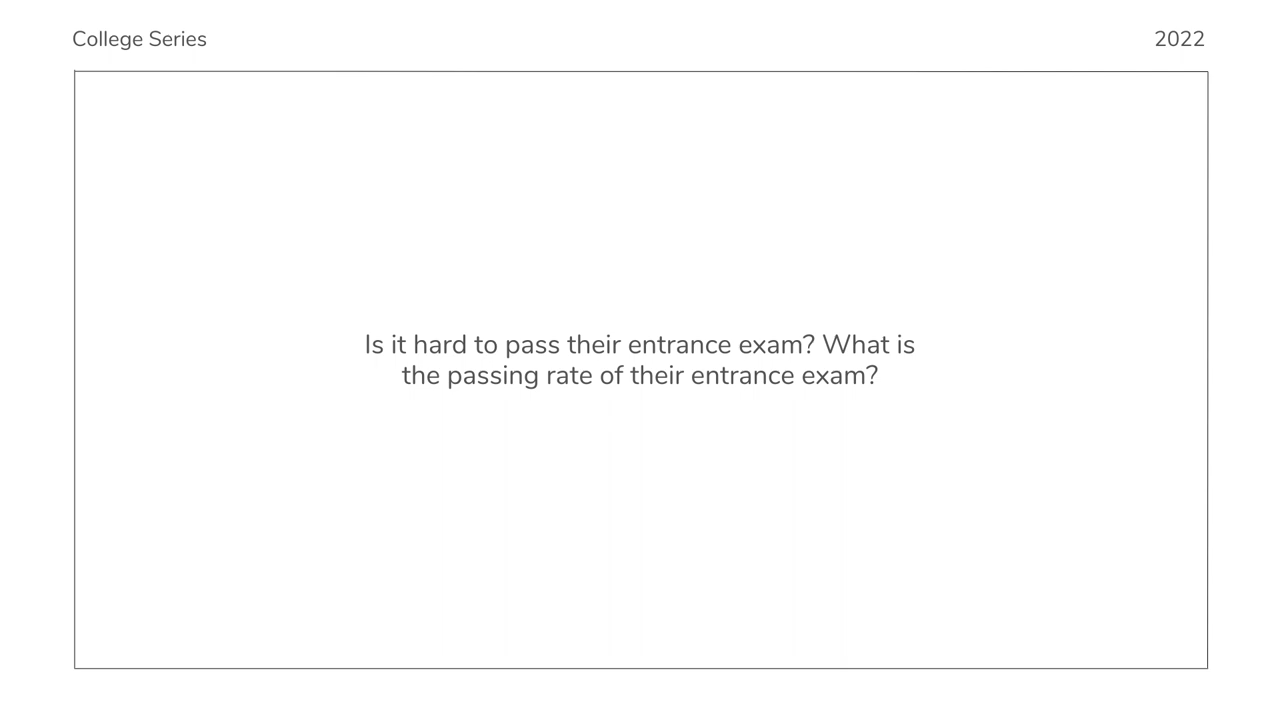 College Series
2022
Is it hard to pass their entrance exam? What is
the passing rate of their entrance exam?